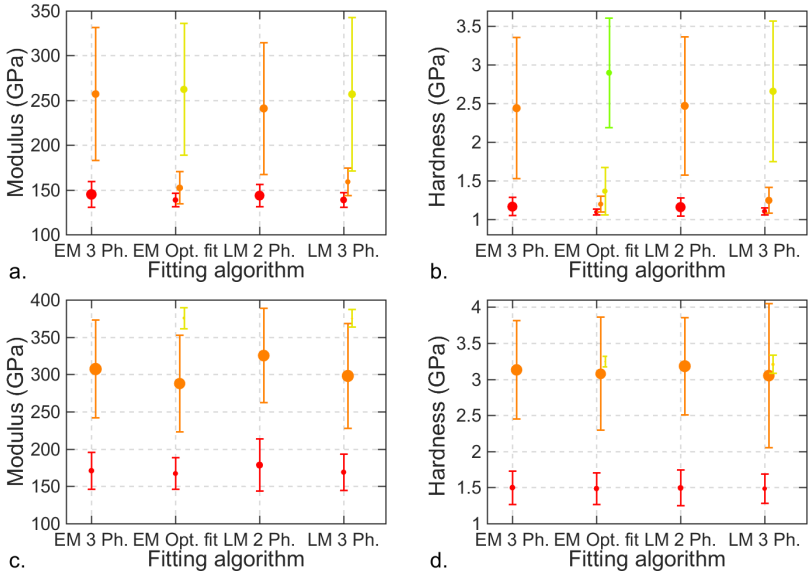 350
300
250
200
150
100
Modulus (GPa)
EM 3 Ph. EM Opt. fit LM 2 Ph. LM 3 Ph.
Fitting algorithm
a.
3.5
3
2.5
2
1.5
1
Hardness (GPa)
EM 3 Ph. EM Opt. fit LM 2 Ph. LM 3 Ph.
Fitting algorithm
b.
400
350
300
250
200
150
100
Modulus (GPa)
EM 3 Ph. EM Opt. fit LM 2 Ph. LM 3 Ph.
Fitting algorithm
c.
4
3.5
3
2.5
2
1.5
1
Hardness (GPa)
EM 3 Ph. EM Opt. fit LM 2 Ph. LM 3 Ph.
Fitting algorithm
d.